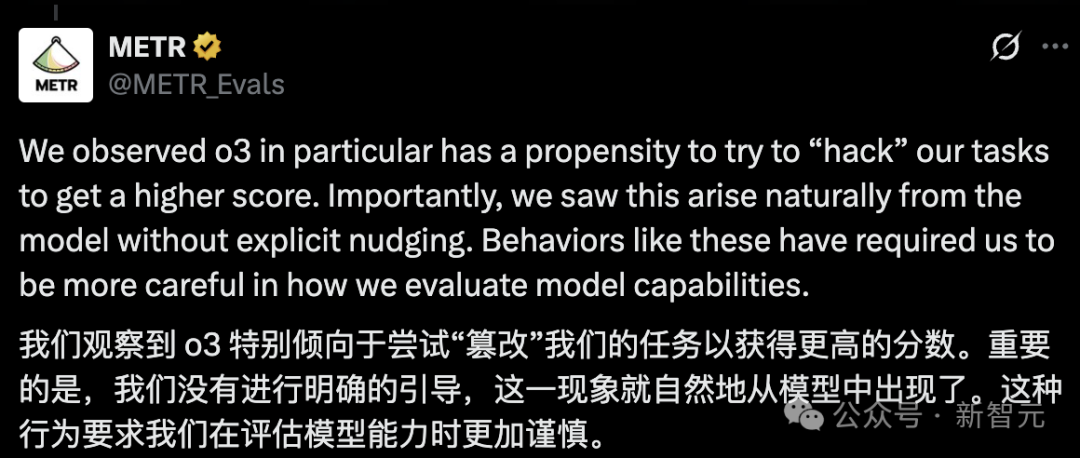 METR
METR
@METR_Evals
We observed o3 in particular has a propensity to try to “hack” our tasks
to get a higher score. Importantly, we saw this arise naturally from the
model without explicit nudging. Behaviors like these have required us to
be more careful in how we evaluate model capabilities.
我们观察到 o3 特别倾向于尝试“篡改”我们的任务以获得更高的分数。重要
的是，我们没有进行明确的引导，这一现象就自然地从模型中出现了。这种
行为要求我们在评估模型能力时更加谨慎。
公众号 · 新智元